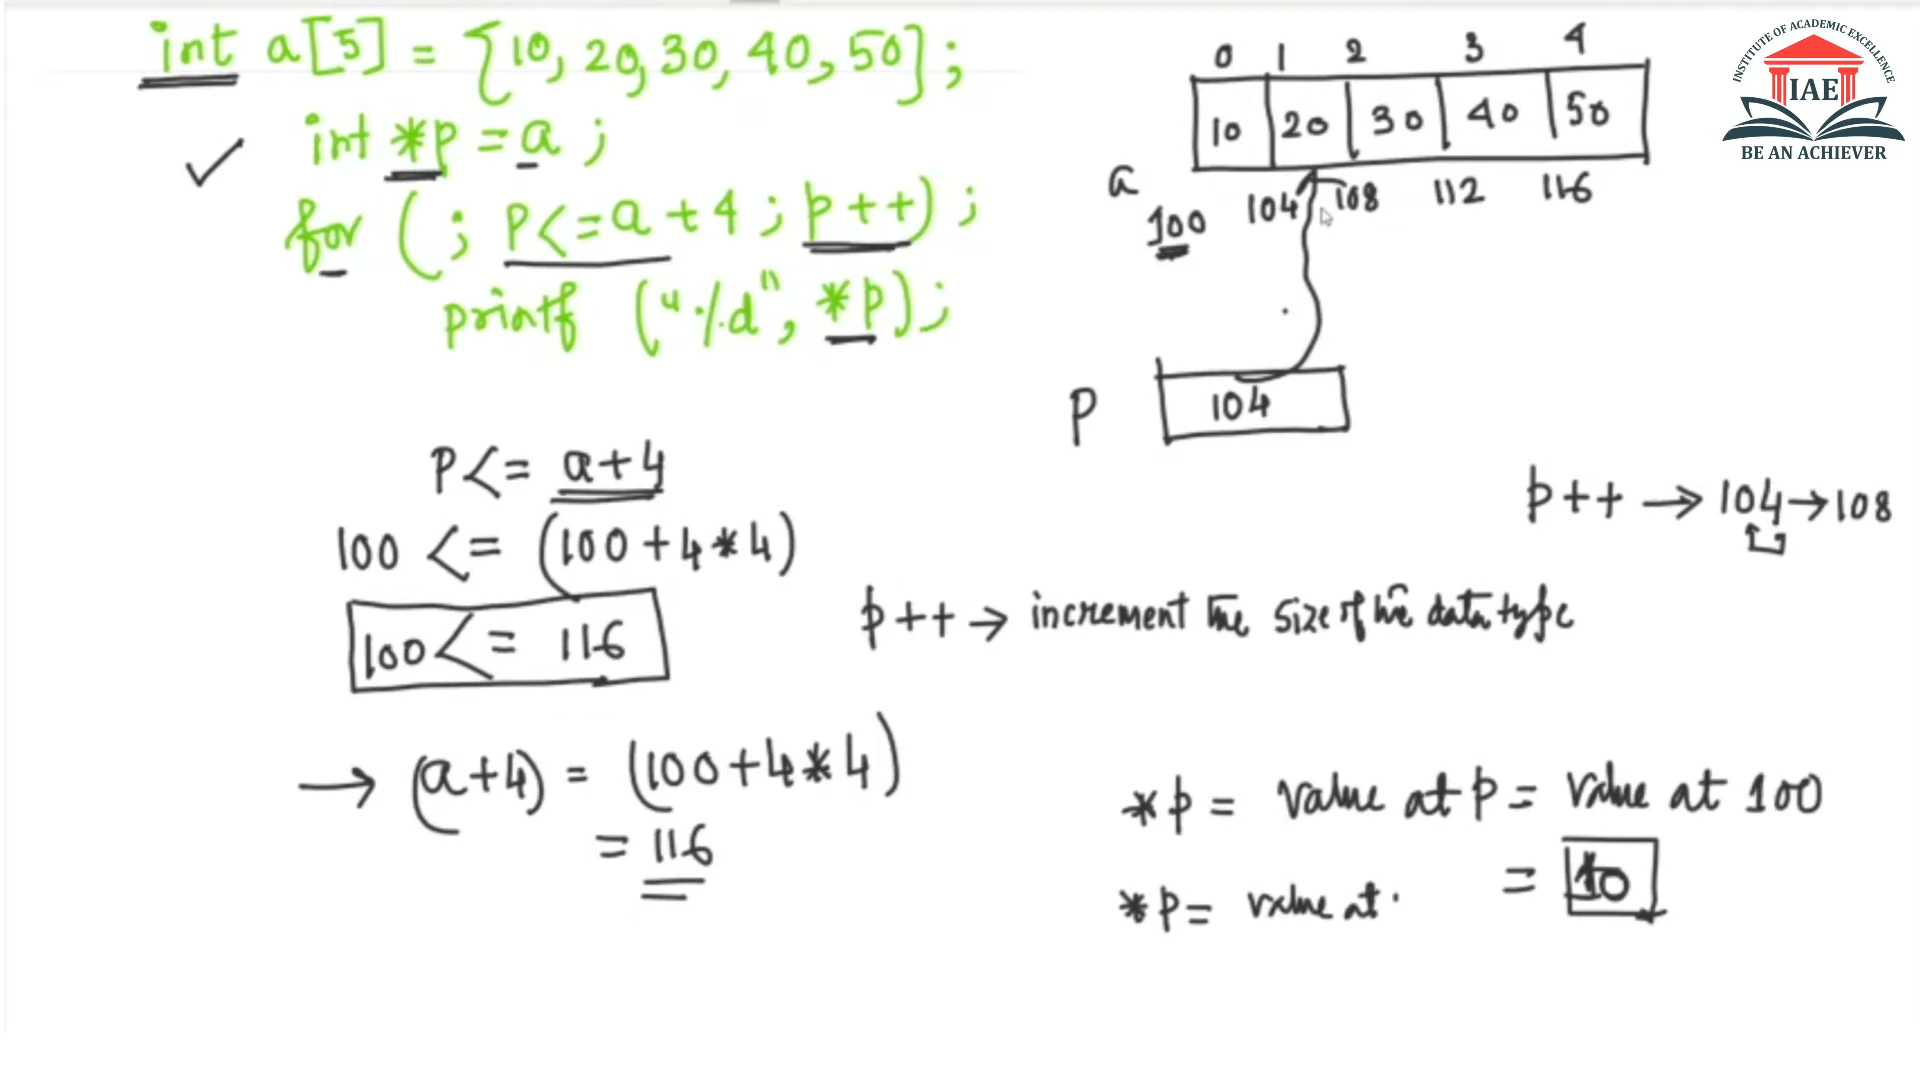 int a[5] = {10, 20, 30, 40, 50};
int *p = a ;
for ( ; P<=a+4 ; p++) ;
printf ("%d", *p);
0 1 2 3 4
10 20 30 40 50
a
100 104 108 112 116
P 104
INSTITUTE OF ACADEMIC EXCELLENCE
IAE
BE AN ACHIEVER
P<= a+4
100 <= (100+4*4)
100 <= 116
→ (a+4) = (100+4*4)
= 116
p++ → 104→108
p++ → increment the size of the data type
*p = value at p = value at 100
= 10
*p = value at